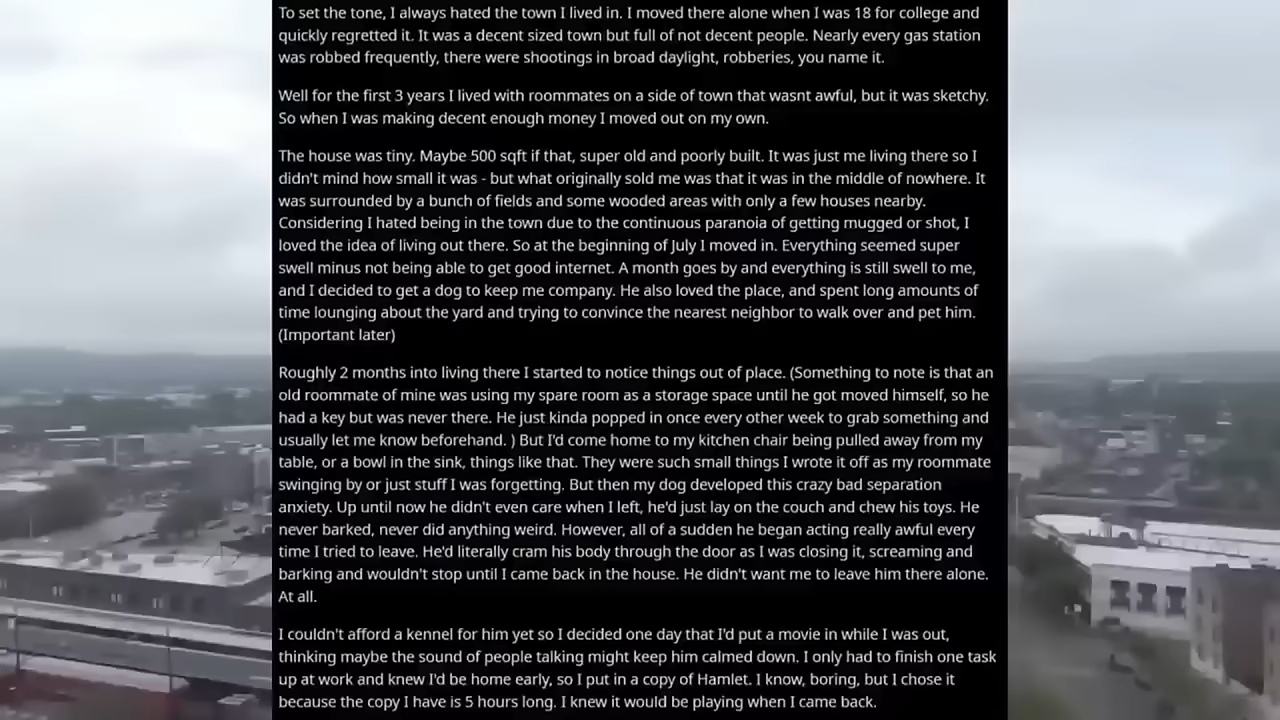 To set the tone, I always hated the town I lived in. I moved there alone when I was 18 for college and
quickly regretted it. It was a decent sized town but full of not decent people. Nearly every gas station
was robbed frequently, there were shootings in broad daylight, robberies, you name it.
Well for the first 3 years I lived with roommates on a side of town that wasnt awful, but it was sketchy.
So when I was making decent enough money I moved out on my own.
The house was tiny. Maybe 500 sqft if that, super old and poorly built. It was just me living there so I
didn't mind how small it was - but what originally sold me was that it was in the middle of nowhere. It
was surrounded by a bunch of fields and some wooded areas with only a few houses nearby.
Considering I hated being in the town due to the continuous paranoia of getting mugged or shot, I
loved the idea of living out there. So at the beginning of July I moved in. Everything seemed super
swell minus not being able to get good internet. A month goes by and everything is still swell to me,
and I decided to get a dog to keep me company. He also loved the place, and spent long amounts of
time lounging about the yard and trying to convince the nearest neighbor to walk over and pet him.
(Important later)
Roughly 2 months into living there I started to notice things out of place. (Something to note is that an
old roommate of mine was using my spare room as a storage space until he got moved himself, so he
had a key but was never there. He just kinda popped in once every other week to grab something and
usually let me know beforehand. ) But I'd come home to my kitchen chair being pulled away from my
table, or a bowl in the sink, things like that. They were such small things I wrote it off as my roommate
swinging by or just stuff I was forgetting. But then my dog developed this crazy bad separation
anxiety. Up until now he didn't even care when I left, he'd just lay on the couch and chew his toys. He
never barked, never did anything weird. However, all of a sudden he began acting really awful every
time I tried to leave. He'd literally cram his body through the door as I was closing it, screaming and
barking and wouldn't stop until I came back in the house. He didn't want me to leave him there alone.
At all.
I couldn't afford a kennel for him yet so I decided one day that I'd put a movie in while I was out,
thinking maybe the sound of people talking might keep him calmed down. I only had to finish one task
up at work and knew I'd be home early, so I put in a copy of Hamlet. I know, boring, but I chose it
because the copy I have is 5 hours long. I knew it would be playing when I came back.